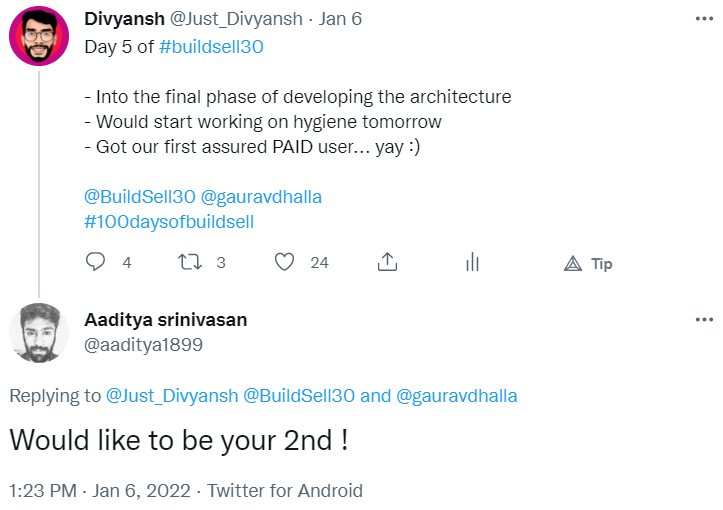 Divyansh @Just_Divyansh · Jan 6
Day 5 of #buildsell30
- Into the final phase of developing the architecture
- Would start working on hygiene tomorrow
- Got our first assured PAID user... yay :)
@BuildSell30 @gauravdhalla
#100daysofbuildsell
4 3 24 Tip
Aaditya srinivasan
@aaditya1899
Replying to @Just_Divyansh @BuildSell30 and @gauravdhalla
Would like to be your 2nd !
1:23 PM · Jan 6, 2022 · Twitter for Android